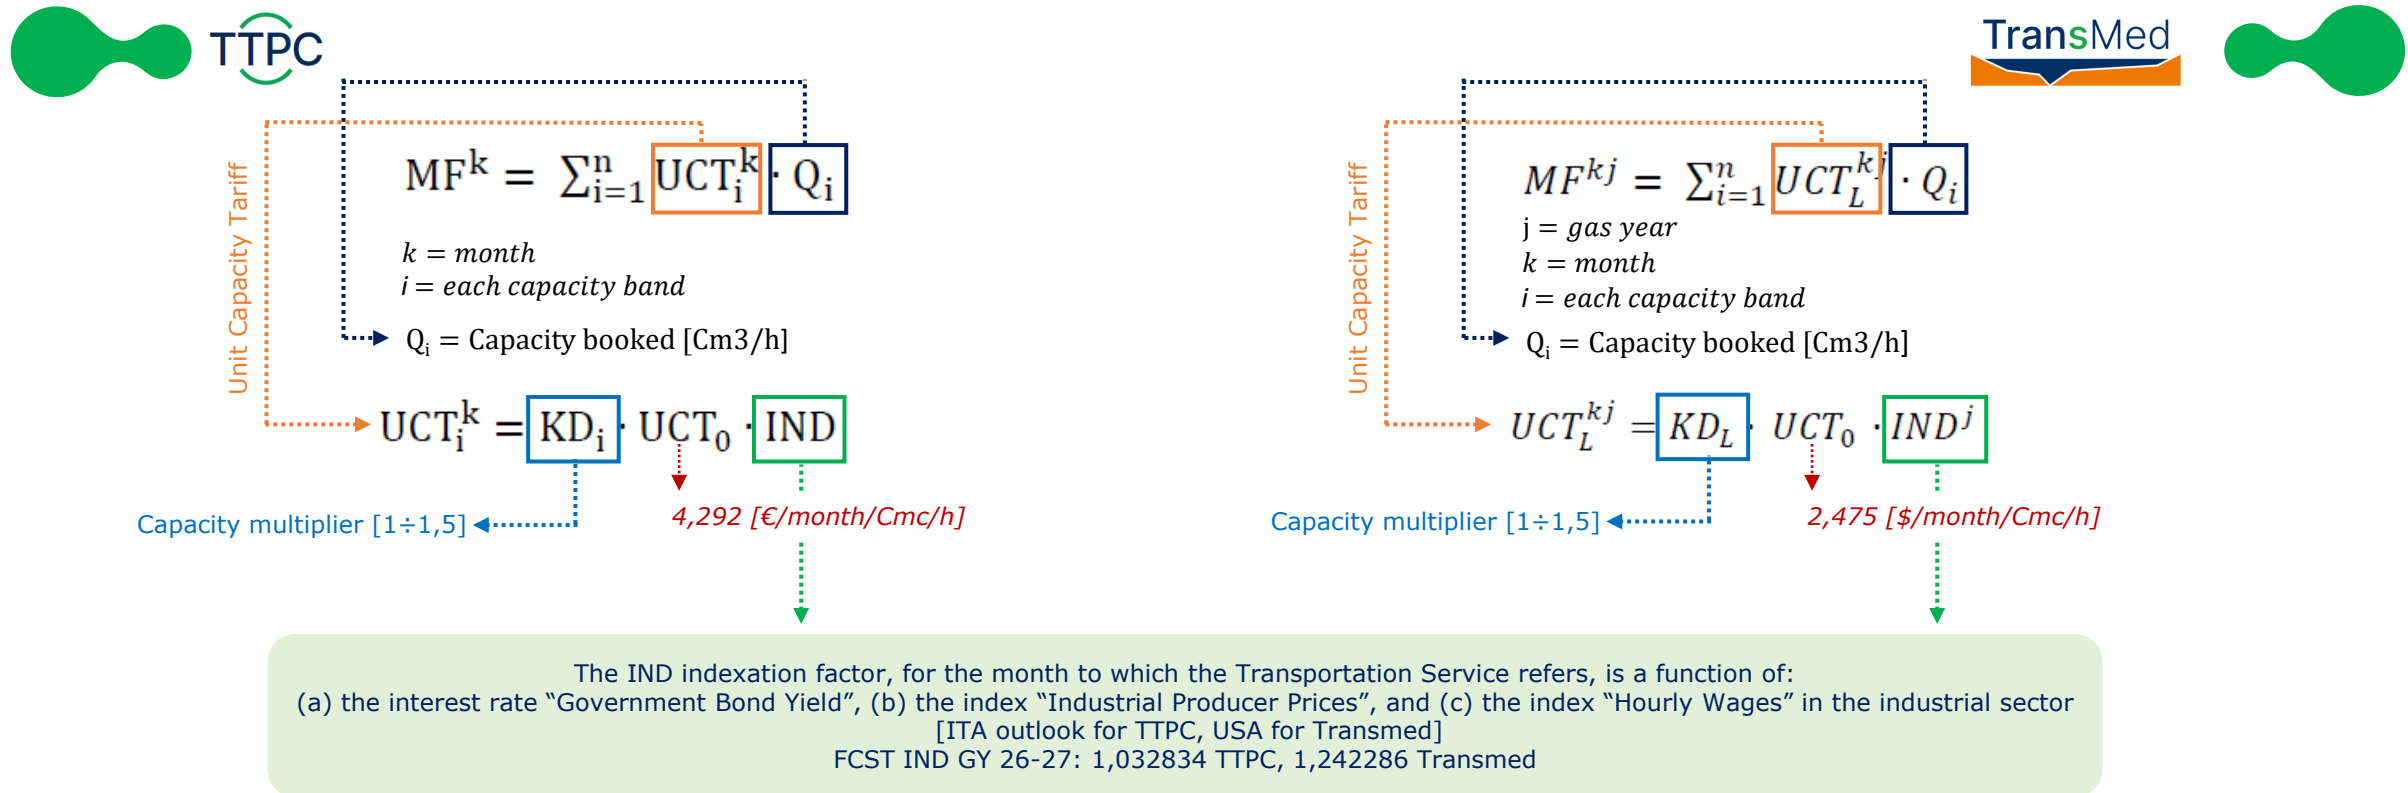 TTPC
TransMed
Unit Capacity Tariff
MF^k = ∑_{i=1}^{n} UCT_i^k · Q_i
k = month
i = each capacity band
Q_i = Capacity booked [Cm3/h]
UCT_i^k = KD_i · UCT_0 · IND
Capacity multiplier [1÷1,5]
4,292 [€/month/Cmc/h]
Unit Capacity Tariff
MF^{kj} = ∑_{i=1}^{n} UCT_L^{kj} · Q_i
j = gas year
k = month
i = each capacity band
Q_i = Capacity booked [Cm3/h]
UCT_L^{kj} = KD_L · UCT_0 · IND^j
Capacity multiplier [1÷1,5]
2,475 [$/month/Cmc/h]
The IND indexation factor, for the month to which the Transportation Service refers, is a function of:
(a) the interest rate “Government Bond Yield”, (b) the index “Industrial Producer Prices”, and (c) the index “Hourly Wages” in the industrial sector
[ITA outlook for TTPC, USA for Transmed]
FCST IND GY 26-27: 1,032834 TTPC, 1,242286 Transmed